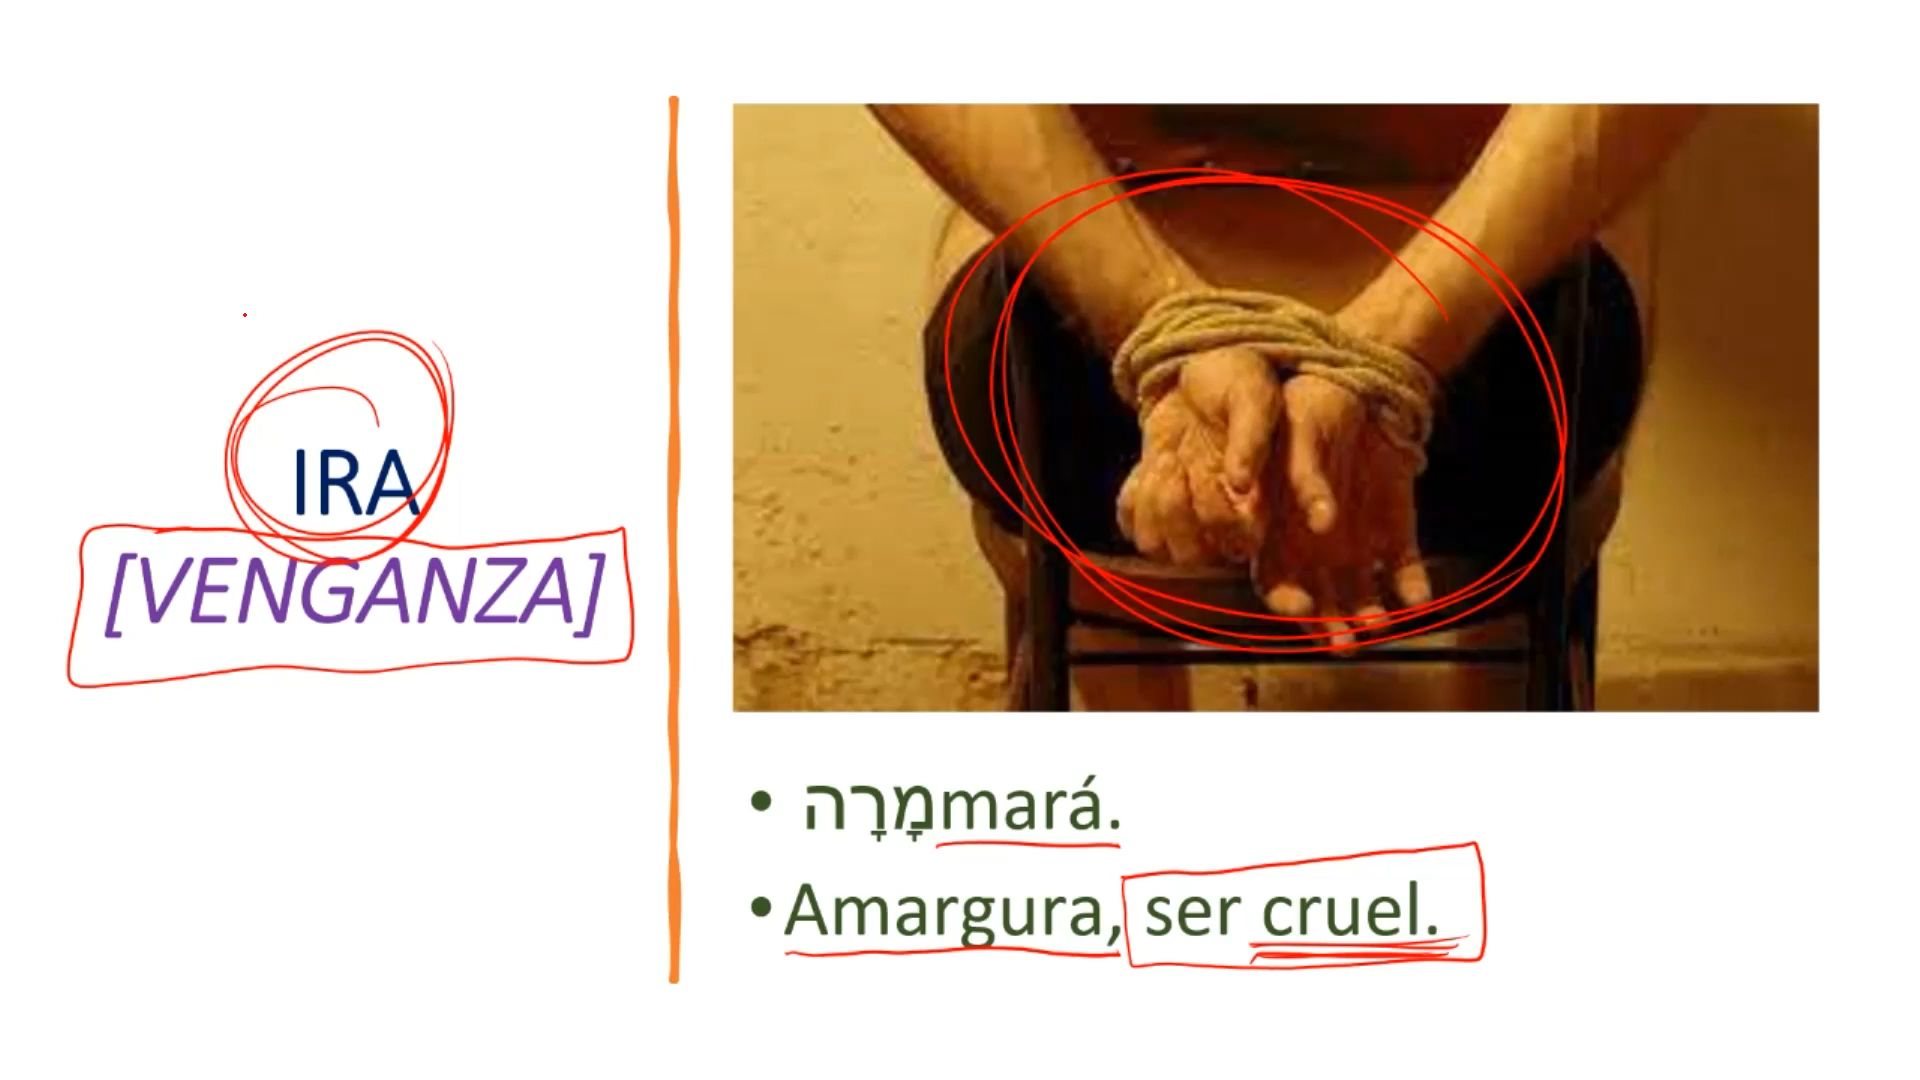 IRA
[VENGANZA]
• מָרָהmará.
• Amargura, ser cruel.